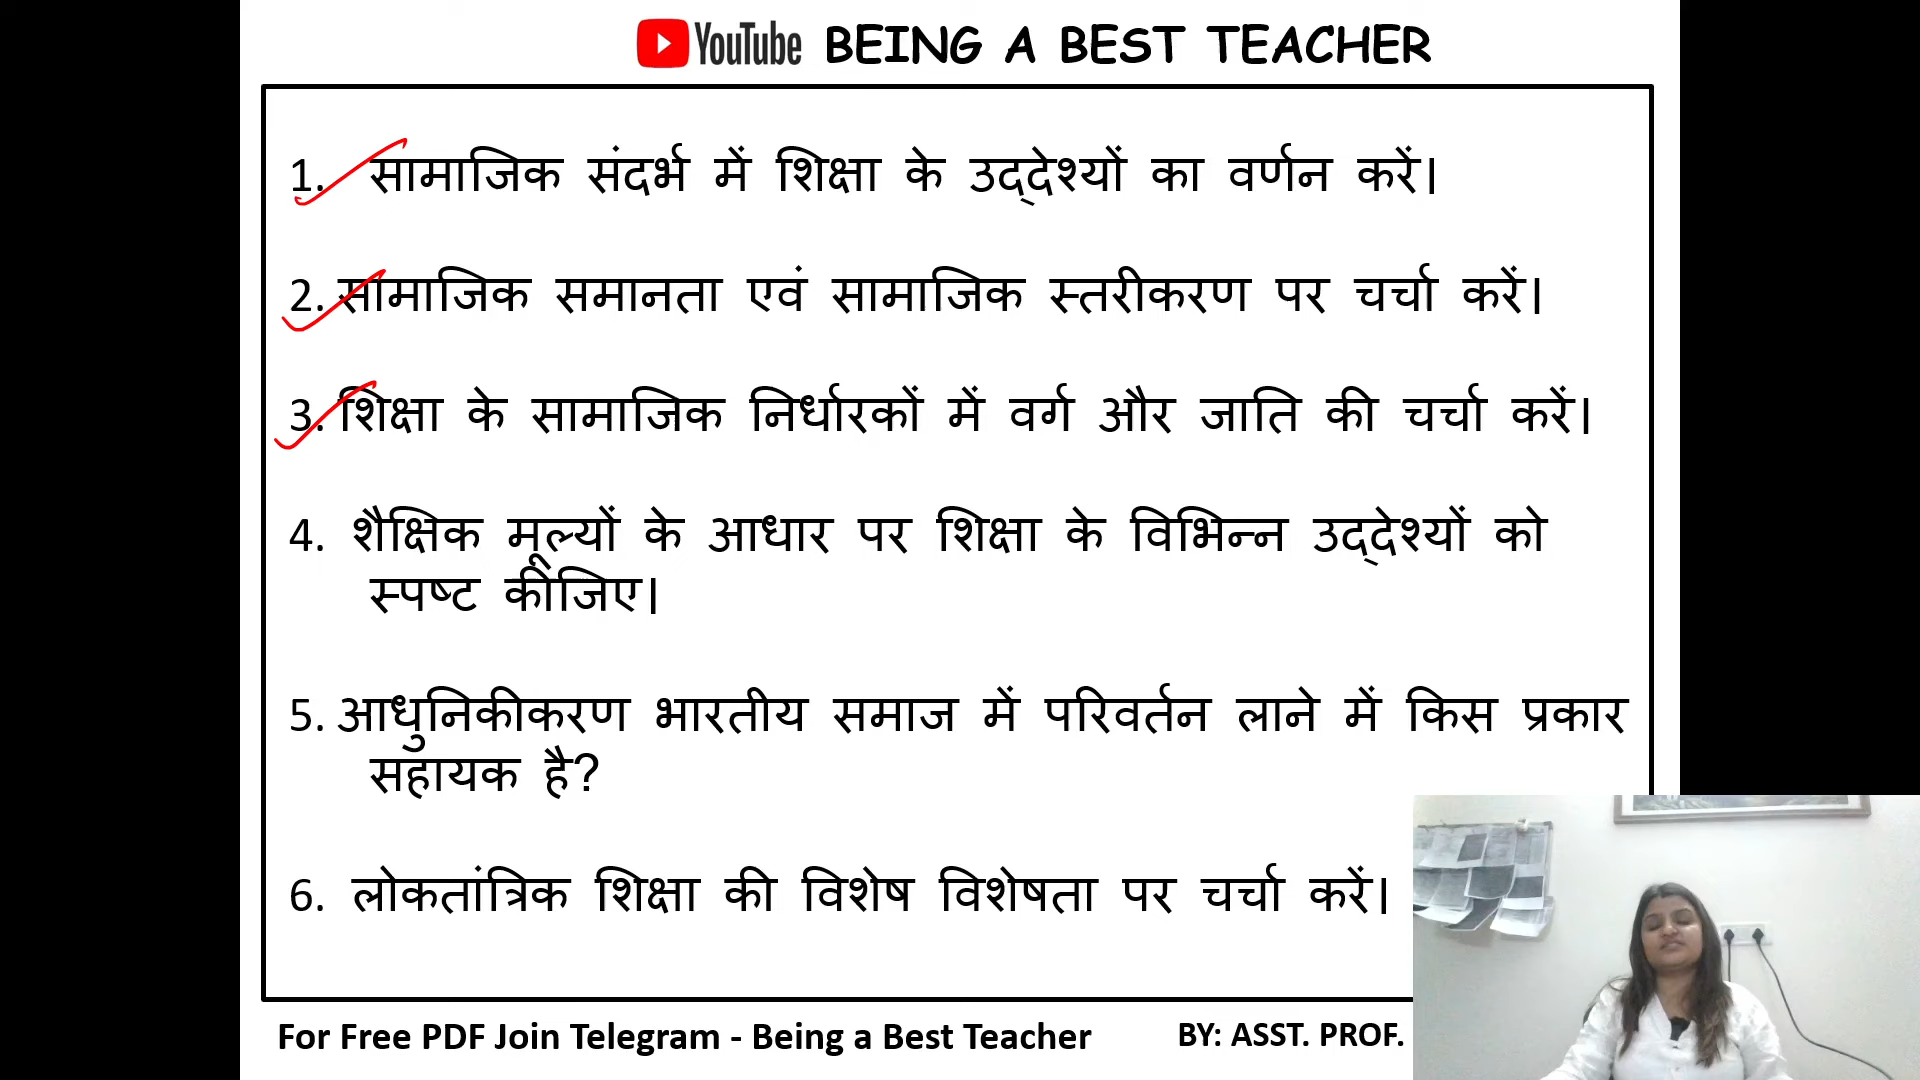 YouTube BEING A BEST TEACHER
1. सामाजिक संदर्भ में शिक्षा के उद्देश्यों का वर्णन करें।
2. सामाजिक समानता एवं सामाजिक स्तरीकरण पर चर्चा करें।
3. शिक्षा के सामाजिक निर्धारकों में वर्ग और जाति की चर्चा करें।
4. शैक्षिक मूल्यों के आधार पर शिक्षा के विभिन्न उद्देश्यों को
स्पष्ट कीजिए।
5. आधुनिकीकरण भारतीय समाज में परिवर्तन लाने में किस प्रकार
सहायक है?
6. लोकतांत्रिक शिक्षा की विशेष विशेषता पर चर्चा करें।
For Free PDF Join Telegram - Being a Best Teacher BY: ASST. PROF.